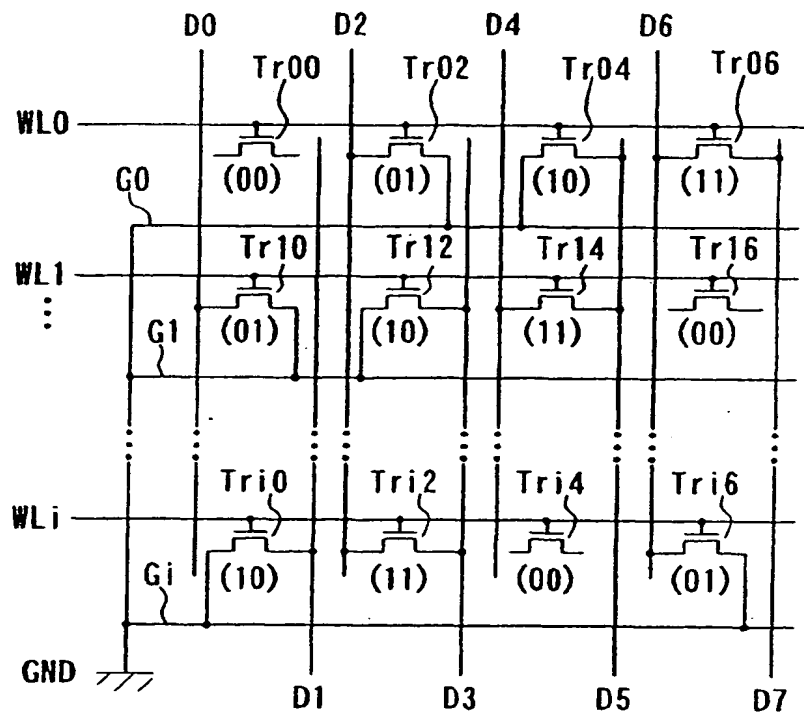 D0 D2 D4 D6
Tr00 Tr02 Tr04 Tr06
WL0
(00) (01) (10) (11)
G0
Tr10 Tr12 Tr14 Tr16
WL1
(01) (10) (11) (00)
G1
Tri0 Tri2 Tri4 Tri6
WLi
(10) (11) (00) (01)
Gi
GND
D1 D3 D5 D7